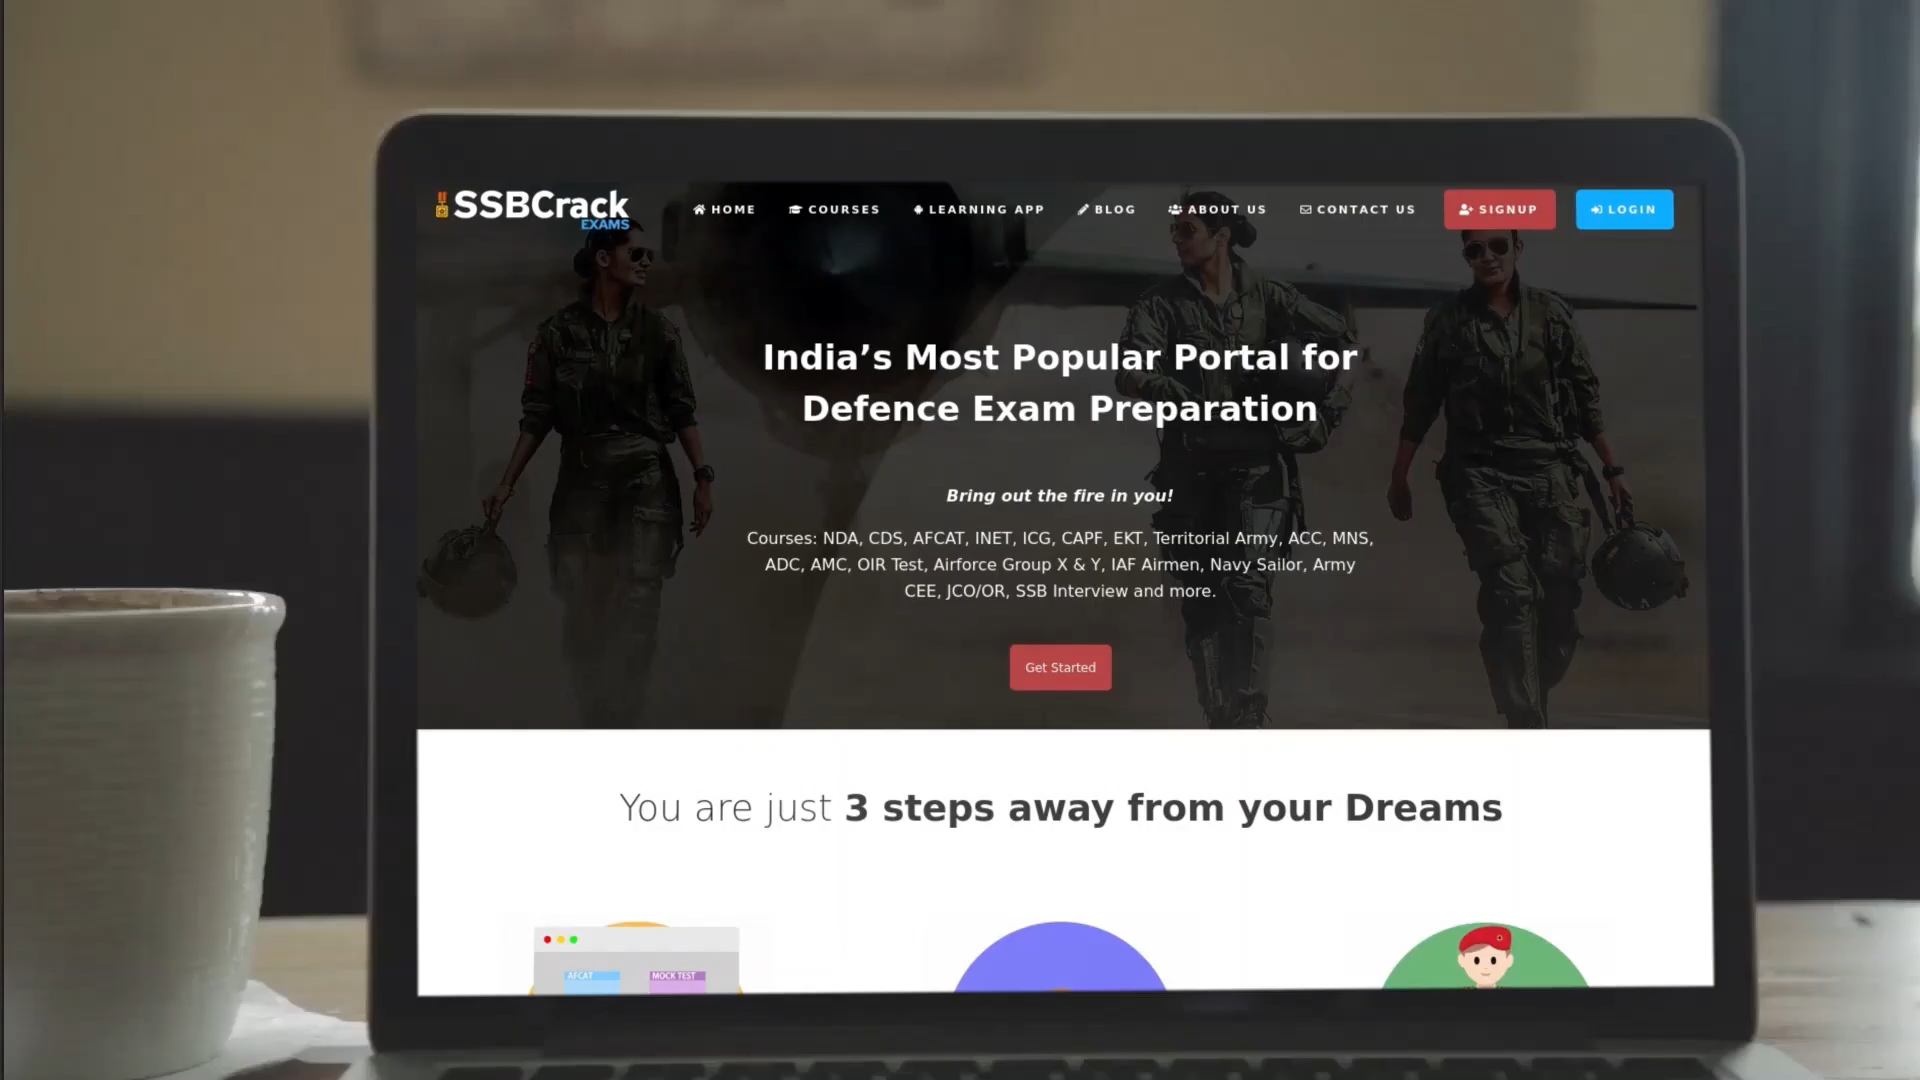 SSBCrack
EXAMS
HOME
COURSES
LEARNING APP
BLOG
ABOUT US
CONTACT US
SIGNUP
LOGIN
India’s Most Popular Portal for
Defence Exam Preparation
Bring out the fire in you!
Courses: NDA, CDS, AFCAT, INET, ICG, CAPF, EKT, Territorial Army, ACC, MNS,
ADC, AMC, OIR Test, Airforce Group X & Y, IAF Airmen, Navy Sailor, Army
CEE, JCO/OR, SSB Interview and more.
Get Started
You are just 3 steps away from your Dreams
AFCAT
MOCK TEST